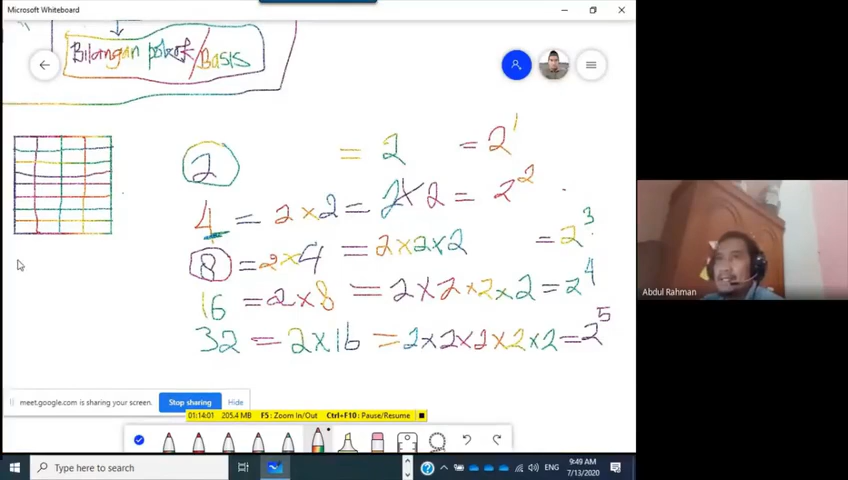 Microsoft Whiteboard
Bilangan pokok/Basis
2 = 2 = 2¹
4 = 2 × 2 = 2 × 2 = 2²
8 = 2 × 4 = 2 × 2 × 2 = 2³
16 = 2 × 8 = 2 × 2 × 2 × 2 = 2⁴
32 = 2 × 16 = 2 × 2 × 2 × 2 × 2 = 2⁵
Abdul Rahman
meet.google.com is sharing your screen. Stop sharing Hide
01:14:01 205.4 MB F5: Zoom In/Out Ctrl+F10: Pause/Resume
Type here to search
ENG
9:49 AM
7/13/2020